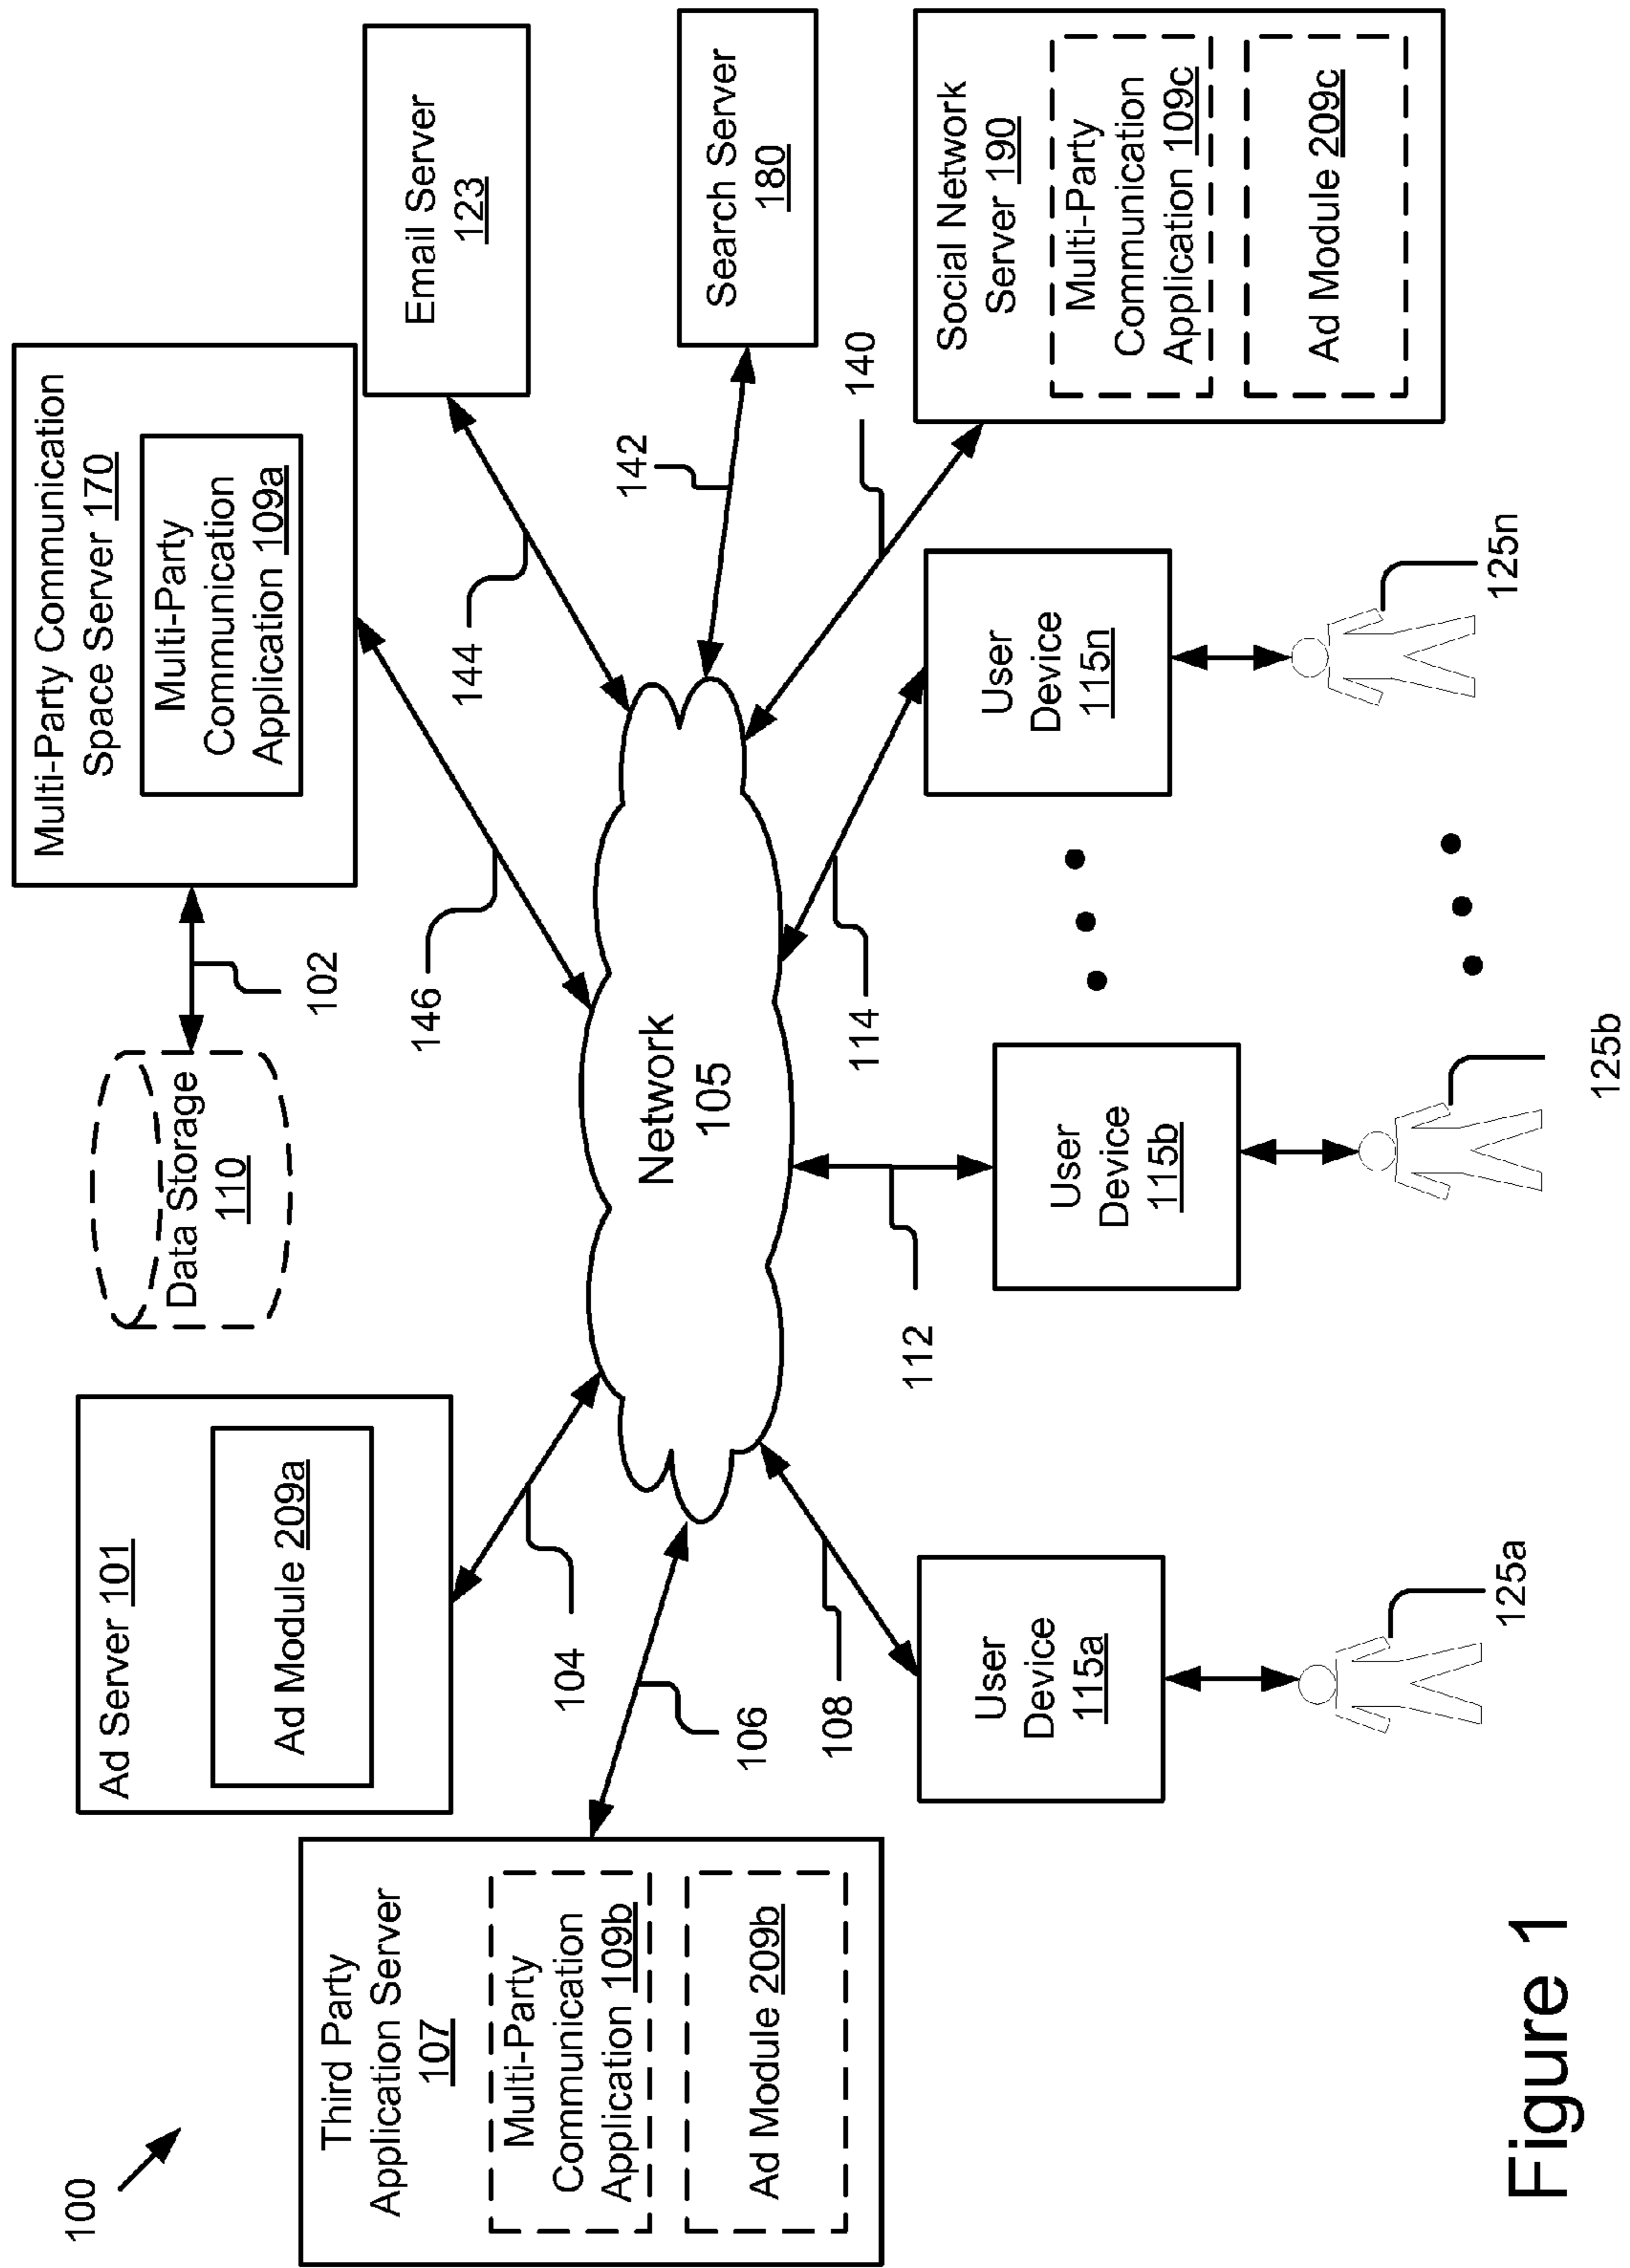 100
Ad Server 101
Ad Module 209a
Data Storage
110
102
Multi-Party Communication
Space Server 170
Multi-Party
Communication
Application 109a
Third Party
Application Server
107
Multi-Party
Communication
Application 109b
Ad Module 209b
Email Server
123
104
146
144
106
Network
105
142
Search Server
180
108
112
114
140
Social Network
Server 190
Multi-Party
Communication
Application 109c
Ad Module 209c
User
Device
115a
User
Device
115b
User
Device
115n
125a
125b
125n
Figure 1